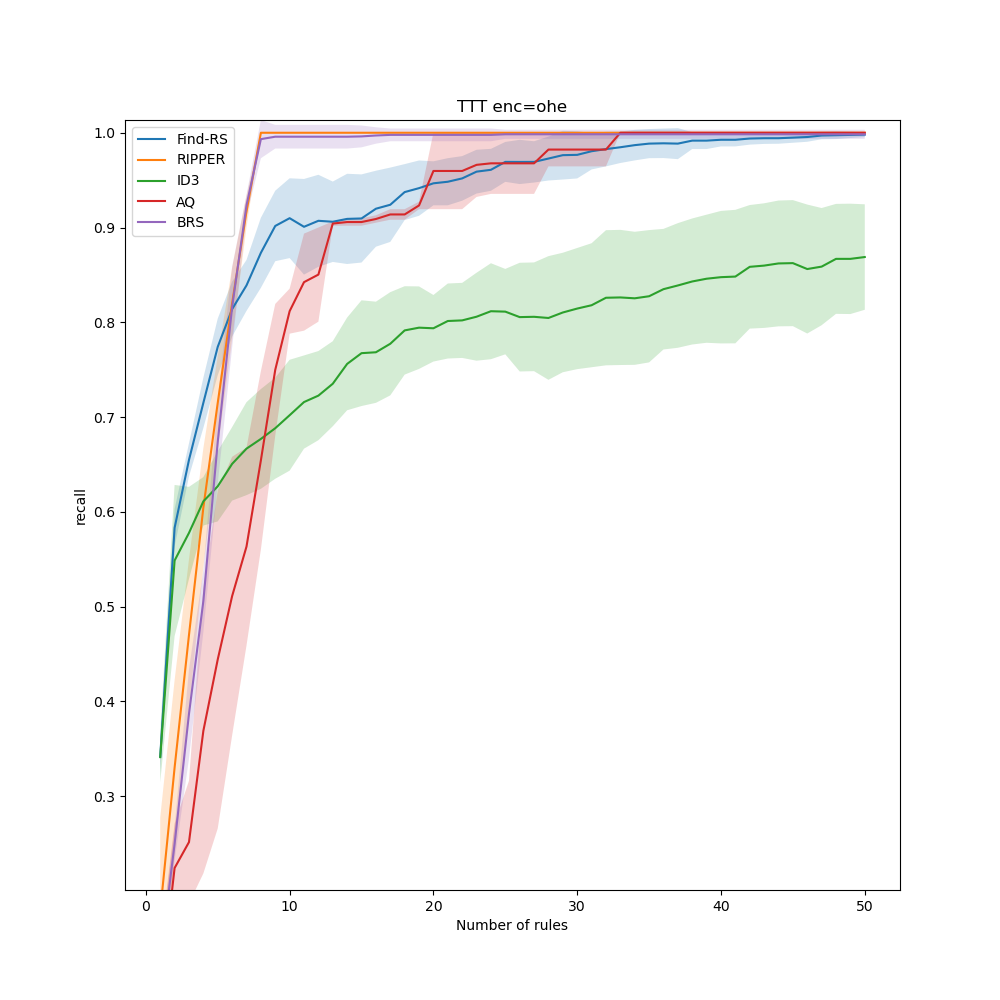 TTT enc=ohe
Find-RS
RIPPER
ID3
AQ
BRS
1.0
0.9
0.8
0.7
0.6
0.5
0.4
0.3
recall
0 10 20 30 40 50
Number of rules